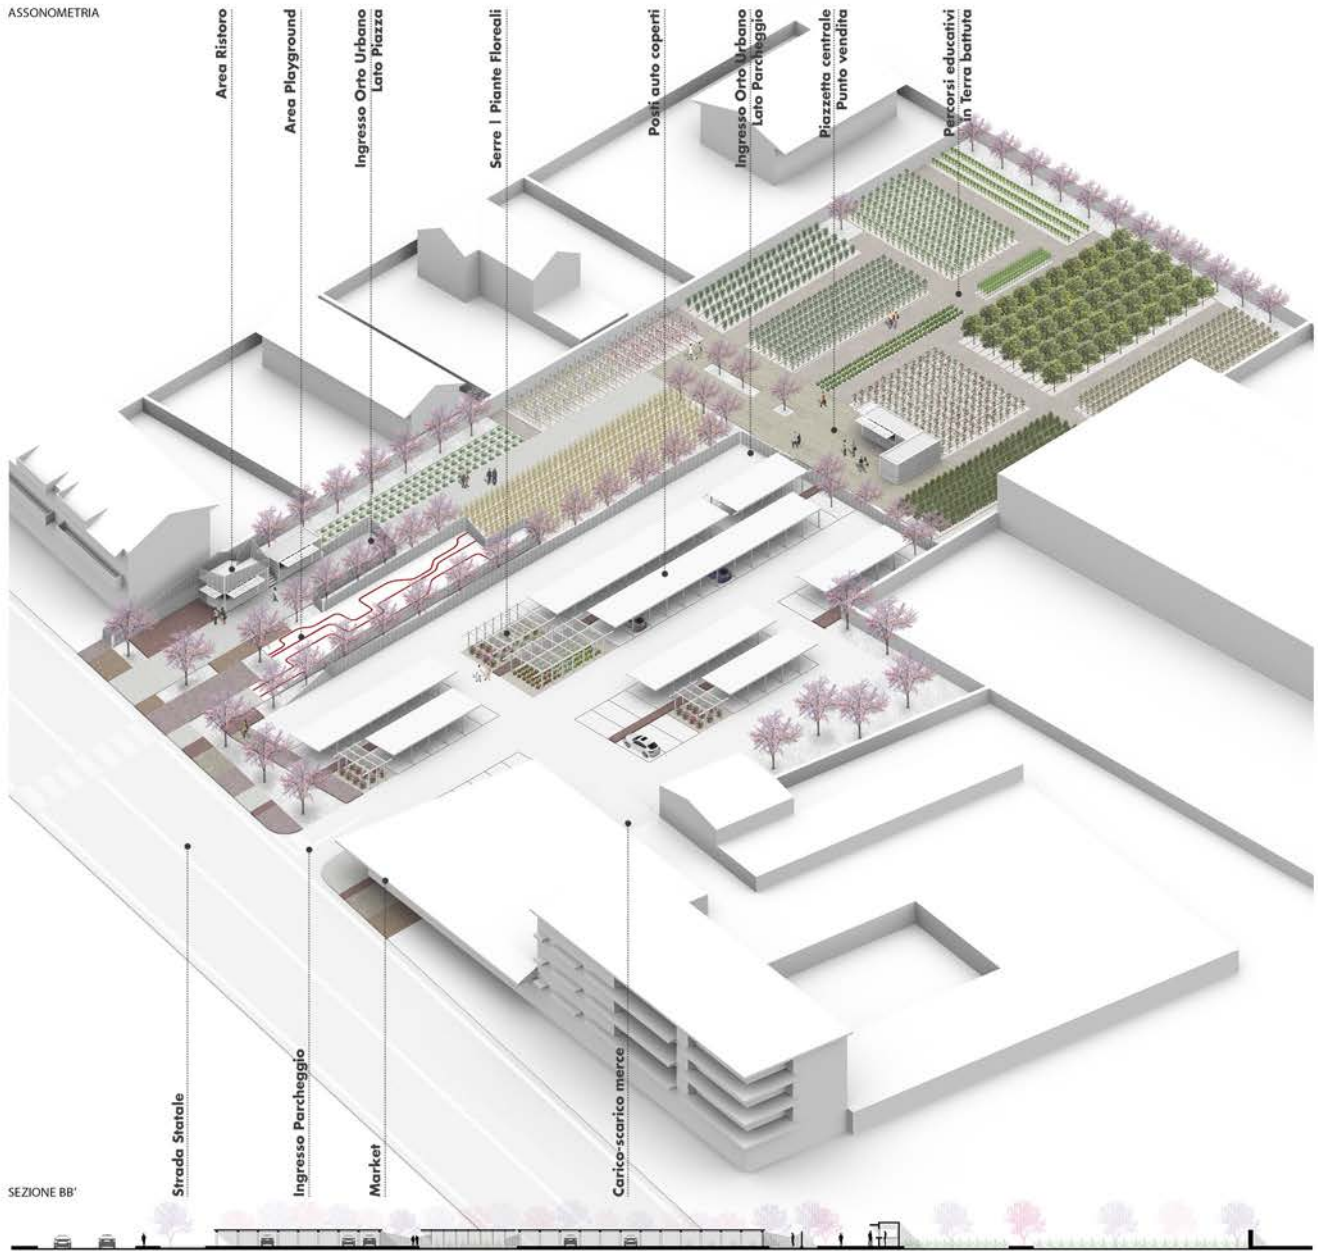 ASSONOMETRIA
Area Ristoro
Area Playground
Ingresso Orto Urbano
Lato Piazza
Serre | Piante Floreali
Posti auto coperti
Ingresso Orto Urbano
Lato Parcheggio
Piazzetta centrale
Punto vendita
Percorsi educativi
in Terra battuta
Strada Statale
Ingresso Parcheggio
Market
Carico-scarico merce
SEZIONE BB'